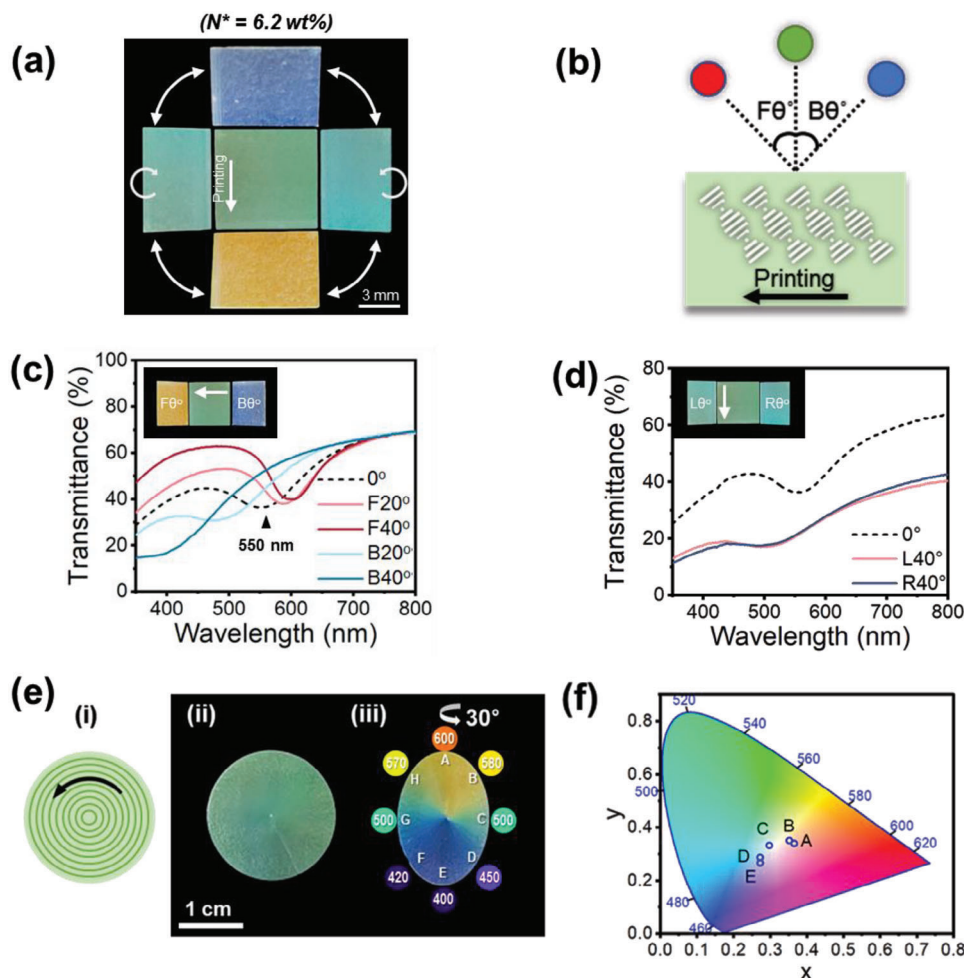 (N* = 6.2 wt%)
(a)
Printing
3 mm
(b)
Fθ° Bθ°
Printing
(c)
Transmittance (%)
100
80
60
40
20
0
400 500 600 700 800
Wavelength (nm)
Fθ° Bθ°
550 nm
0°
F20°
F40°
B20°
B40°
(d)
Transmittance (%)
80
60
40
20
0
400 500 600 700 800
Wavelength (nm)
Lθ° Rθ°
0°
L40°
R40°
(e)
(i)
(ii)
1 cm
(iii)
30°
600
570 A 580
H B
500 G C 500
F D
420 E 450
400
(f)
y
0.8
0.6
0.4
0.2
0.0
0.0 0.1 0.2 0.3 0.4 0.5 0.6 0.7 0.8
x
520
540
560
500
580
600
620
480
460
C B
A
D
E